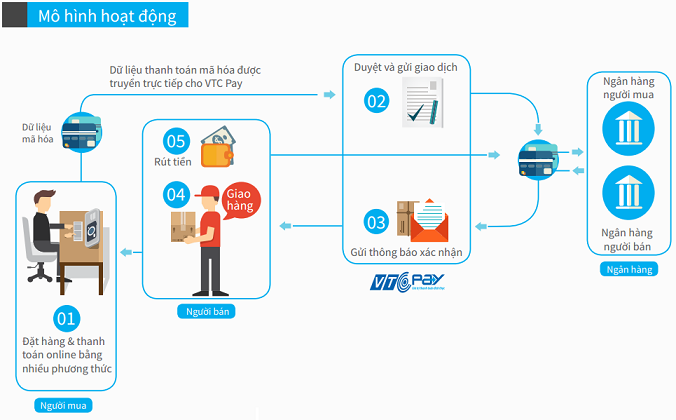 Mô hình hoạt động
Dữ liệu thanh toán mã hóa được
truyền trực tiếp cho VTC Pay
Dữ liệu
mã hóa
01
Đặt hàng & thanh
toán online bằng
nhiều phương thức
Người mua
05
Rút tiền
04
Giao
hàng
Người bán
Duyệt và gửi giao dịch
02
03
Gửi thông báo xác nhận
VTC Pay
Ngân hàng
người mua
Ngân hàng
người bán
Ngân hàng